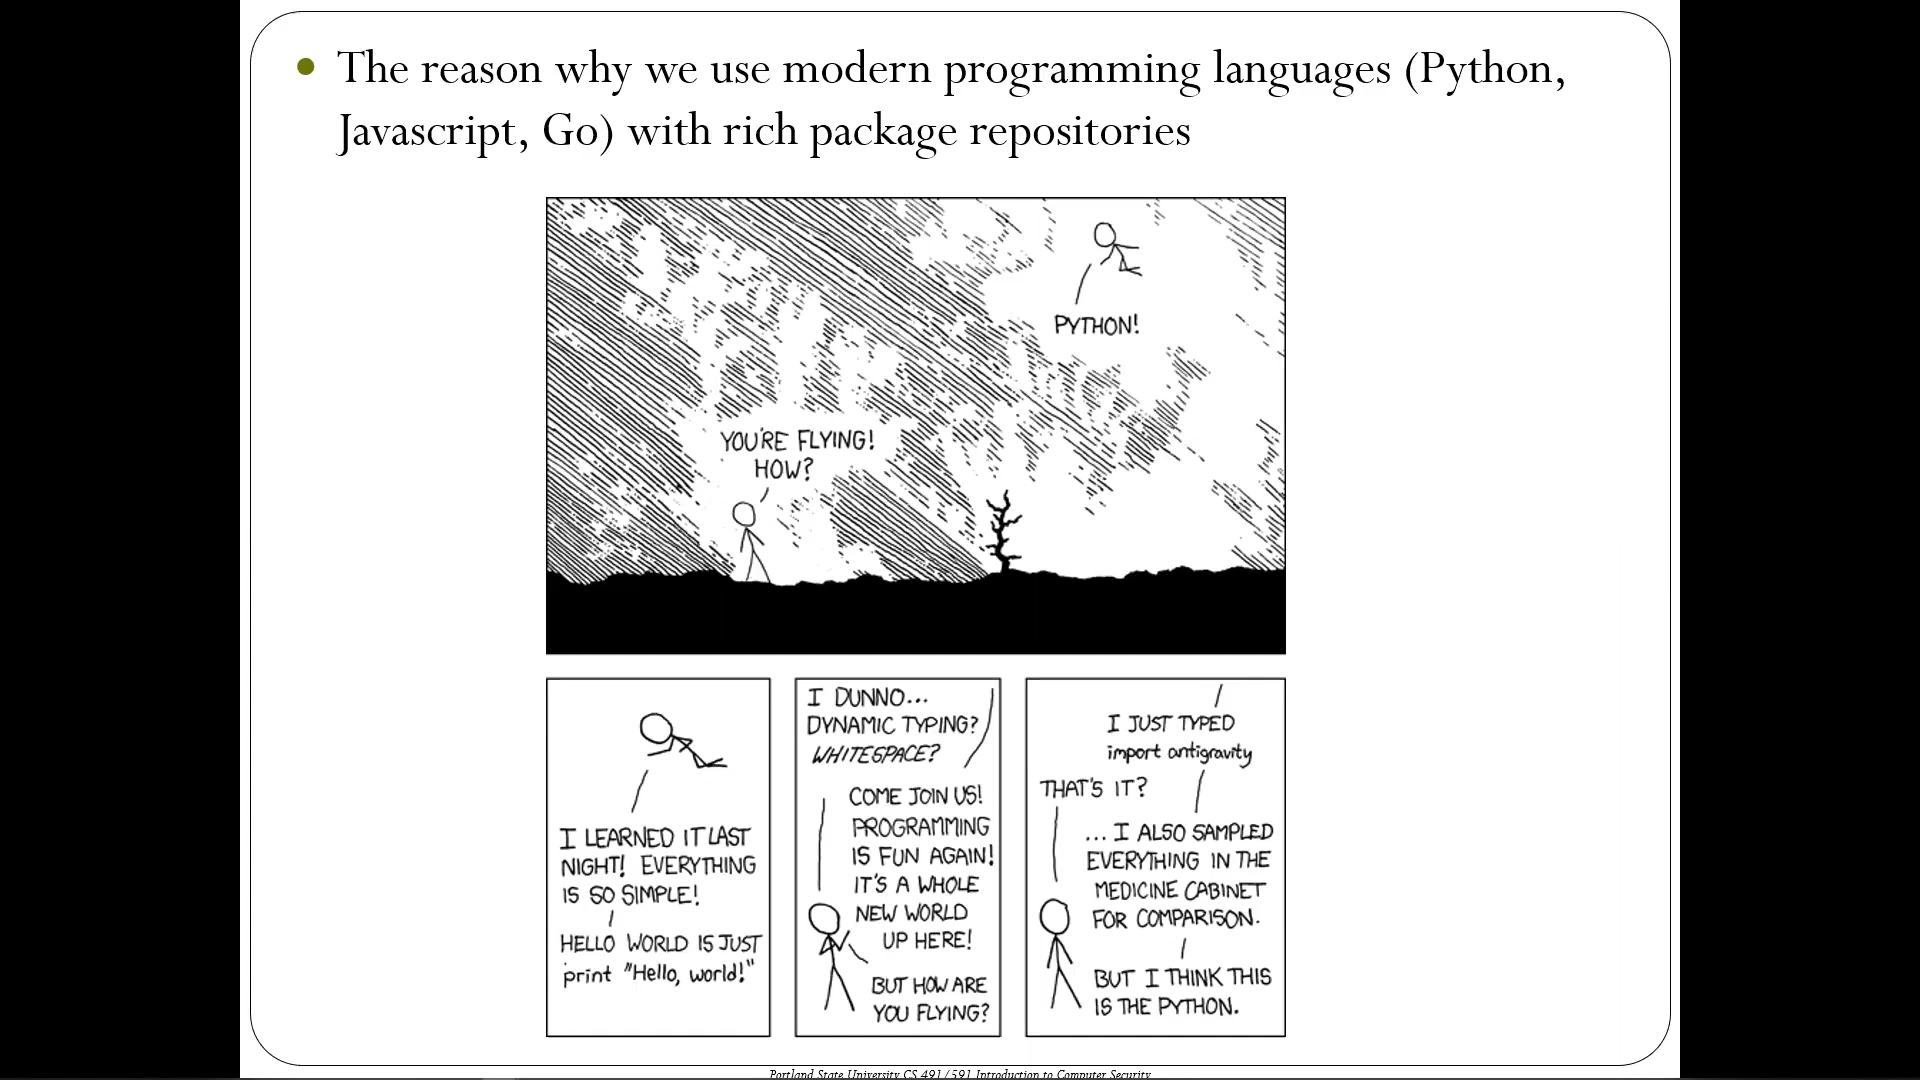 The reason why we use modern programming languages (Python,
Javascript, Go) with rich package repositories
YOU'RE FLYING!
HOW?
PYTHON!
I LEARNED IT LAST
NIGHT! EVERYTHING
IS SO SIMPLE!
HELLO WORLD IS JUST
print "Hello, world!"
I DUNNO...
DYNAMIC TYPING?
WHITESPACE?
COME JOIN US!
PROGRAMMING
IS FUN AGAIN!
IT'S A WHOLE
NEW WORLD
UP HERE!
BUT HOW ARE
YOU FLYING?
I JUST TYPED
import antigravity
THAT'S IT?
... I ALSO SAMPLED
EVERYTHING IN THE
MEDICINE CABINET
FOR COMPARISON.
BUT I THINK THIS
IS THE PYTHON.
Portland State University CS 491/591 Introduction to Computer Security